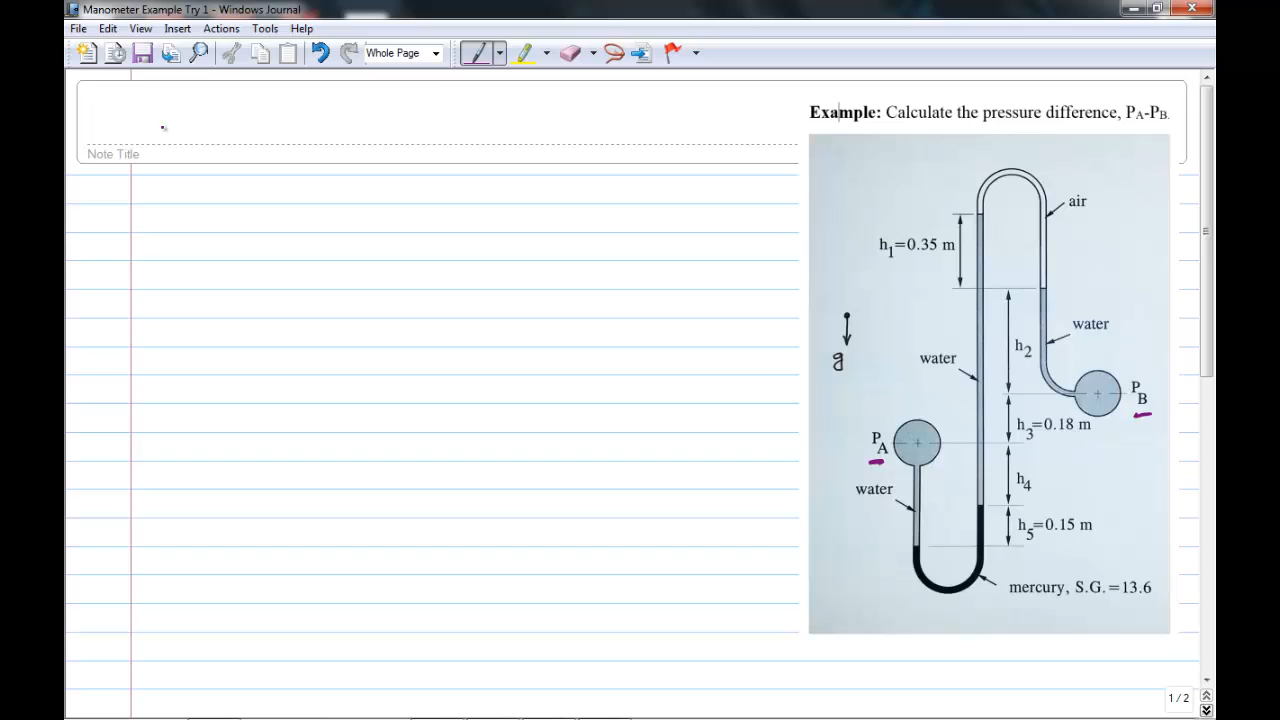 Manometer Example Try 1 - Windows Journal
File Edit View Insert Actions Tools Help
Whole Page
Example: Calculate the pressure difference, PA-PB.
Note Title
air
h1=0.35 m
water
h2
water
g
PB
h3=0.18 m
PA
h4
water
h5=0.15 m
mercury, S.G.=13.6
1 / 2